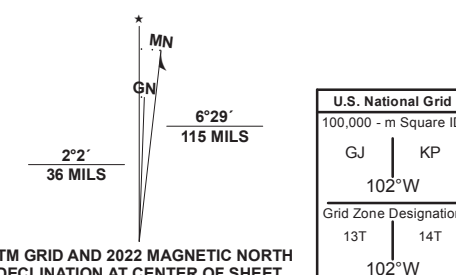 ★
MN
GN
6°29´
115 MILS
2°2´
36 MILS
TM GRID AND 2022 MAGNETIC NORTH
DECLINATION AT CENTER OF SHEET
U.S. National Grid
100,000 - m Square ID
GJ KP
102°W
Grid Zone Designation
13T 14T
102°W